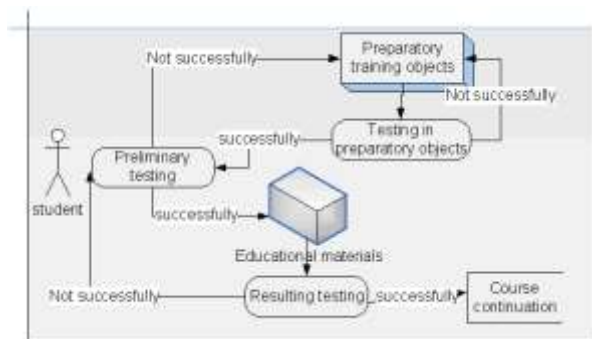 Preparatory
training objects
Not successfully
Not successfully
Testing in
preparatory objects
successfully
Preliminary
testing
student
successfully
Educational materials
Not successfully
Resulting testing
successfully
Course
continuation